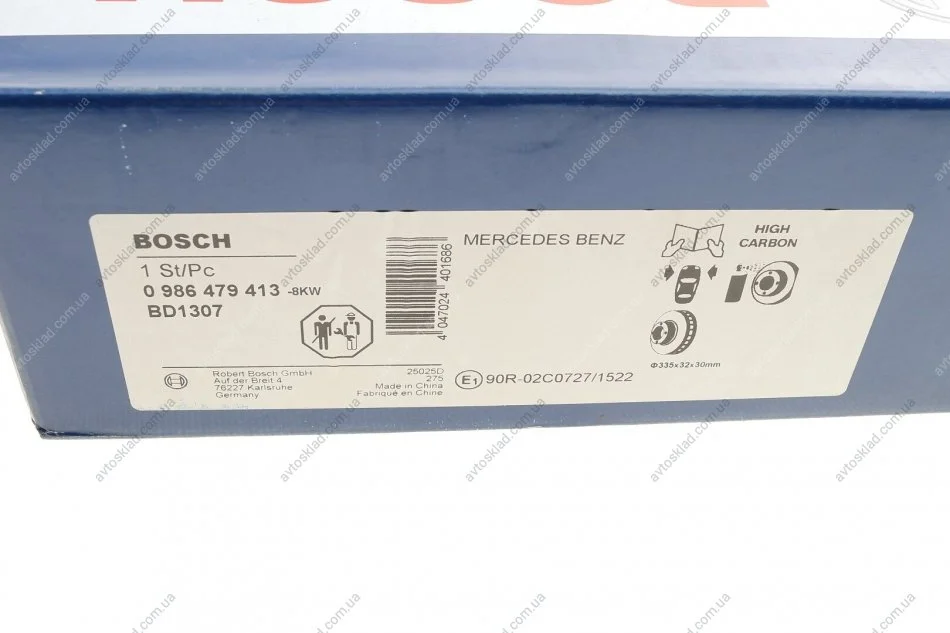 BOSCH
1 St/Pc
0 986 479 413 -8KW
BD1307
4 047024 401686
MERCEDES BENZ
HIGH
CARBON
Φ335x32x30mm
Robert Bosch GmbH
Auf der Breit 4
76227 Karlsruhe
Germany
25025D
275
Made in China
Fabriqué en Chine
E1 90R-02C0727/1522
avtosklad.com.ua